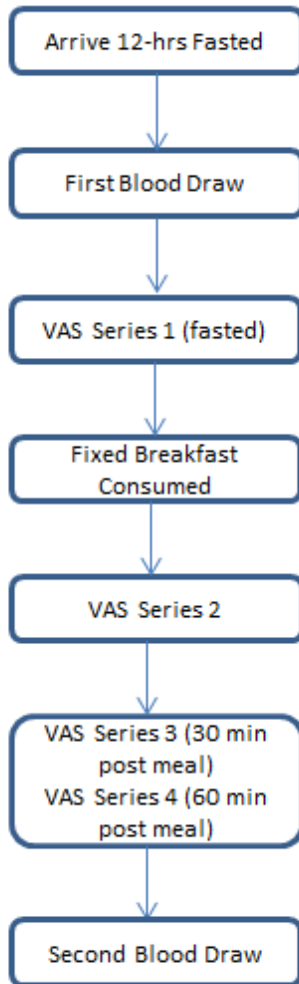 Arrive 12-hrs Fasted
First Blood Draw
VAS Series 1 (fasted)
Fixed Breakfast
Consumed
VAS Series 2
VAS Series 3 (30 min
post meal)
VAS Series 4 (60 min
post meal)
Second Blood Draw